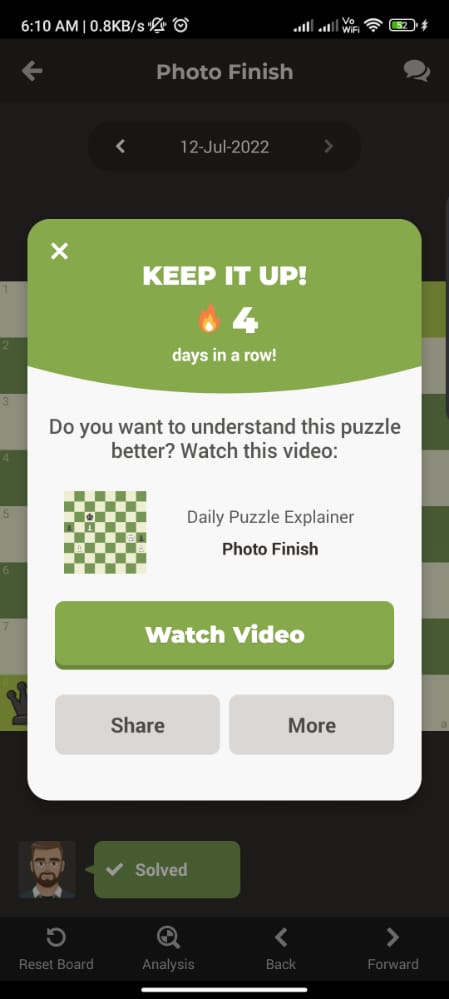 6:10 AM | 0.8KB/s
Vo
WiFi
52
Photo Finish
12-Jul-2022
KEEP IT UP!
4
days in a row!
Do you want to understand this puzzle
better? Watch this video:
Daily Puzzle Explainer
Photo Finish
Watch Video
Share
More
1
2
3
4
5
6
7
a
Solved
Reset Board
Analysis
Back
Forward